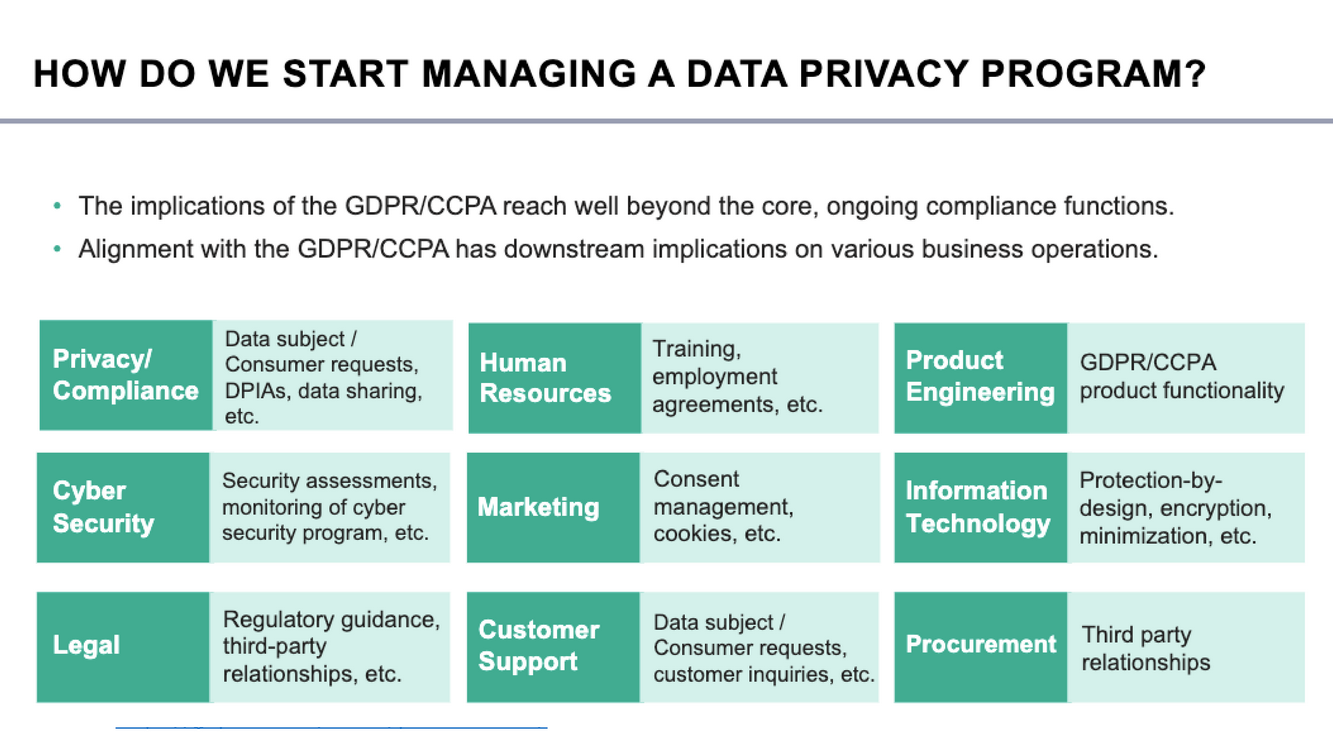 HOW DO WE START MANAGING A DATA PRIVACY PROGRAM?
• The implications of the GDPR/CCPA reach well beyond the core, ongoing compliance functions.
• Alignment with the GDPR/CCPA has downstream implications on various business operations.
Privacy/
Compliance
Data subject /
Consumer requests,
DPIAs, data sharing,
etc.
Human
Resources
Training,
employment
agreements, etc.
Product
Engineering
GDPR/CCPA
product functionality
Cyber
Security
Security assessments,
monitoring of cyber
security program, etc.
Marketing
Consent
management,
cookies, etc.
Information
Technology
Protection-by-
design, encryption,
minimization, etc.
Legal
Regulatory guidance,
third-party
relationships, etc.
Customer
Support
Data subject /
Consumer requests,
customer inquiries, etc.
Procurement
Third party
relationships